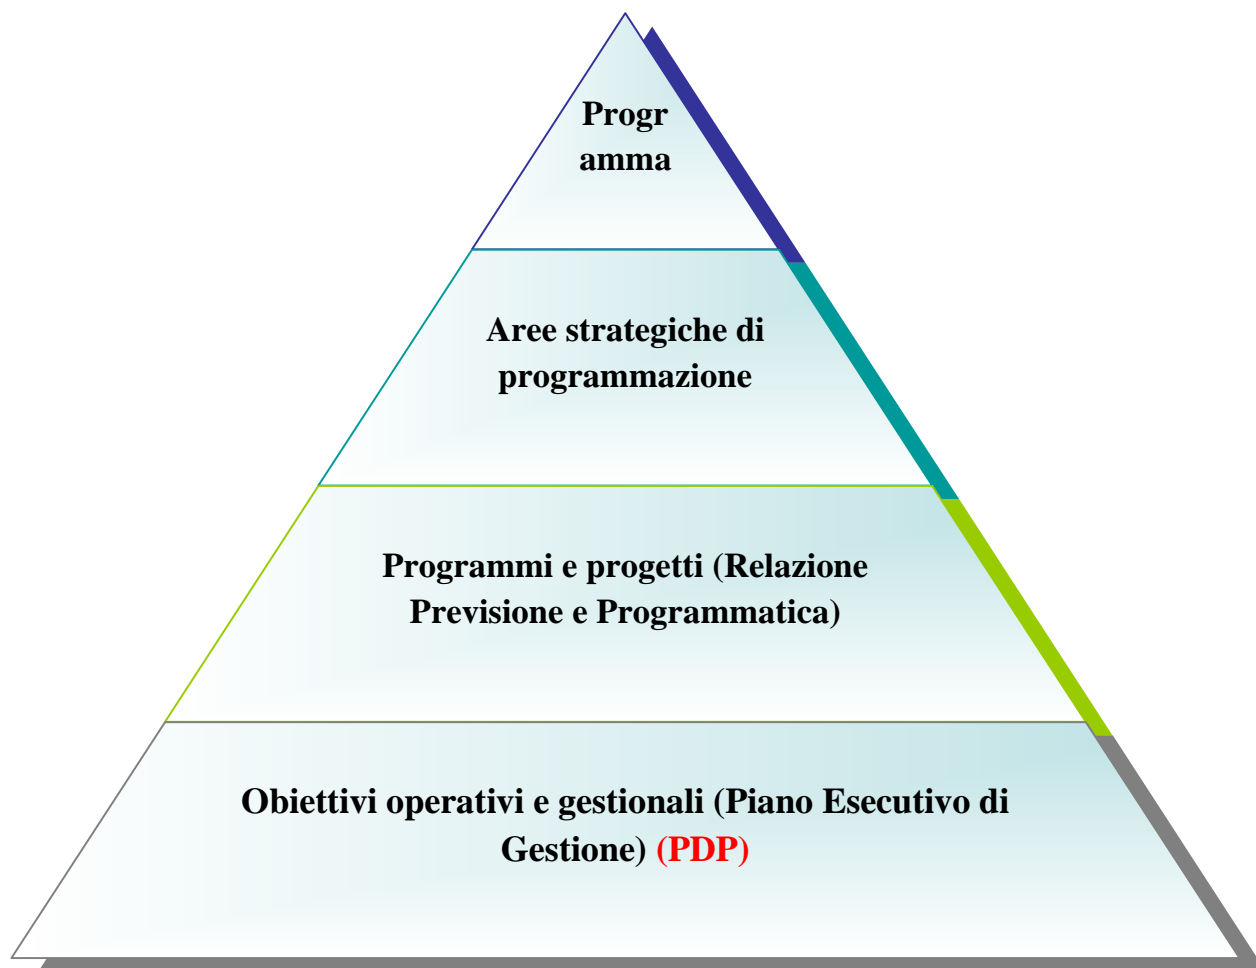 Progr
amma
Aree strategiche di
programmazione
Programmi e progetti (Relazione
Previsione e Programmatica)
Obiettivi operativi e gestionali (Piano Esecutivo di
Gestione) (PDP)